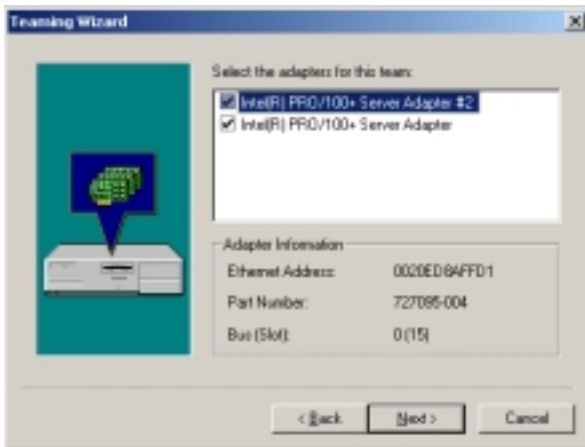 Teaming Wizard
Select the adapters for this team:
Intel(R) PRO/100+ Server Adapter #2
Intel(R) PRO/100+ Server Adapter
Adapter Information
Ethernet Address: 0020ED8AFFD1
Part Number: 727095-004
Bus (Slot): 0 (15)
< Back Next > Cancel